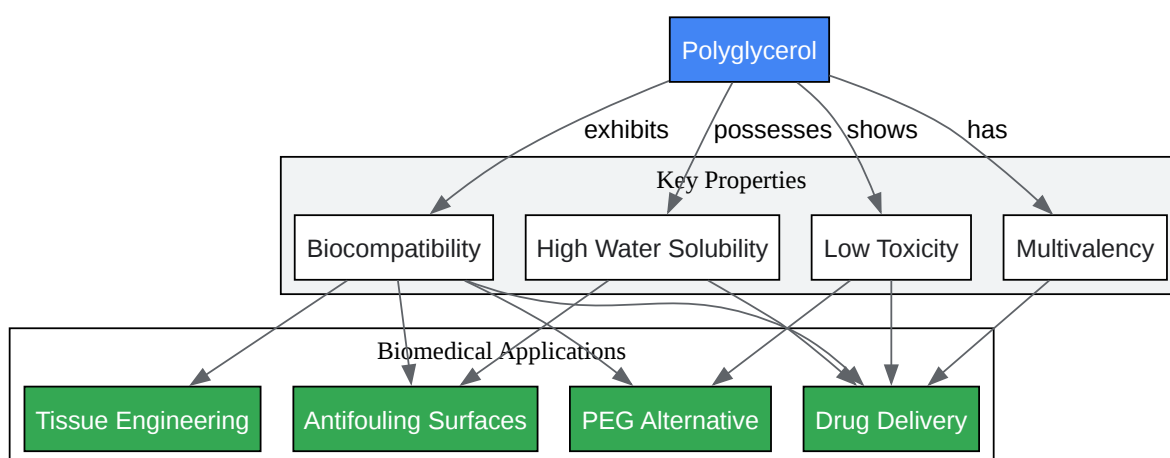 Polyglycerol
exhibits possesses shows has
Key Properties
Biocompatibility High Water Solubility Low Toxicity Multivalency
Biomedical Applications
Tissue Engineering Antifouling Surfaces PEG Alternative Drug Delivery